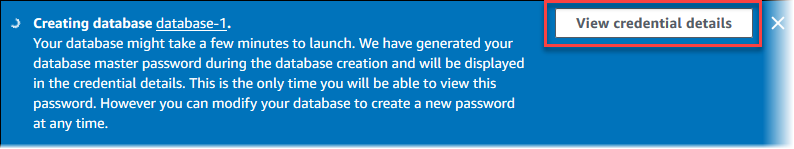 Creating database database-1.
View credential details
Your database might take a few minutes to launch. We have generated your
database master password during the database creation and will be displayed
in the credential details. This is the only time you will be able to view this
password. However you can modify your database to create a new password
at any time.